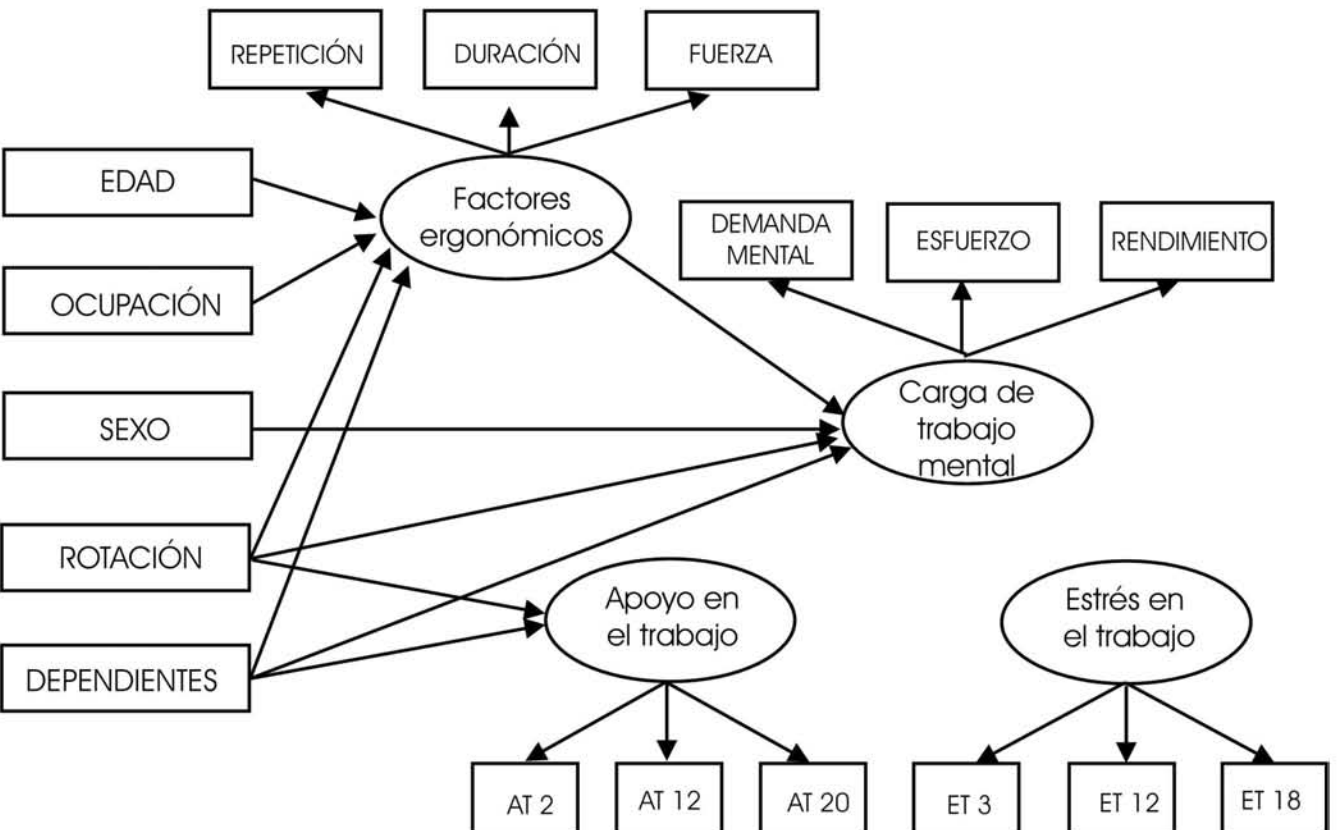 REPETICIÓN
DURACIÓN
FUERZA
EDAD
Factores
ergonómicos
DEMANDA
MENTAL
ESFUERZO
RENDIMIENTO
OCUPACIÓN
SEXO
Carga de
trabajo
mental
ROTACIÓN
Apoyo en
el trabajo
Estrés en
el trabajo
DEPENDIENTES
AT 2
AT 12
AT 20
ET 3
ET 12
ET 18